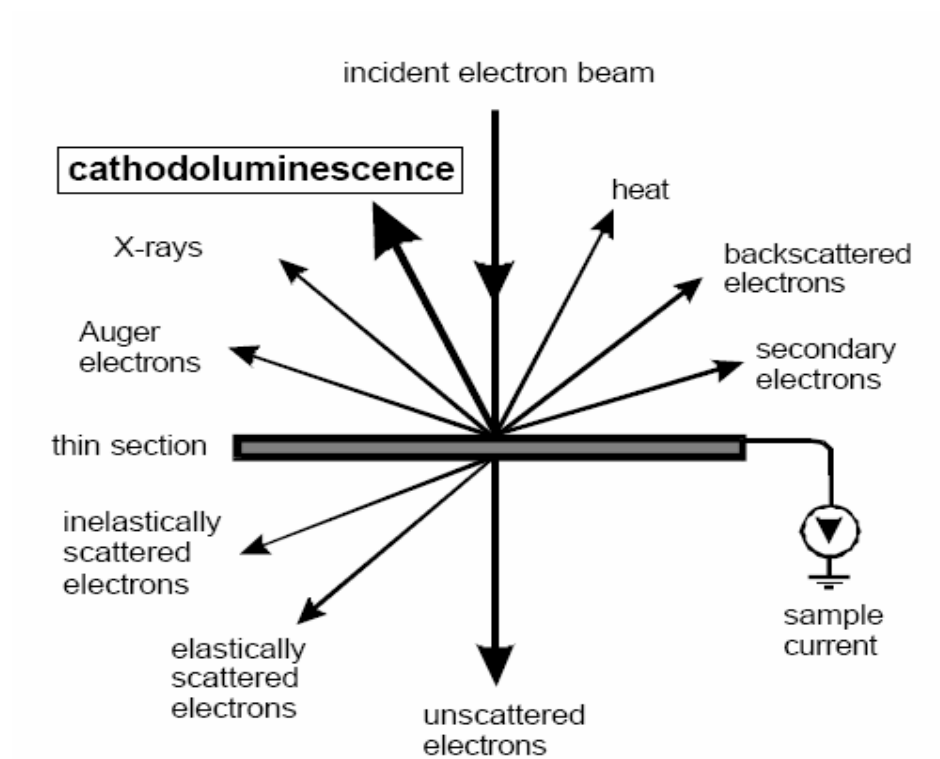 incident electron beam
cathodoluminescence
heat
X-rays
backscattered
electrons
Auger
electrons
secondary
electrons
thin section
inelastically
scattered
electrons
sample
current
elastically
scattered
electrons
unscattered
electrons